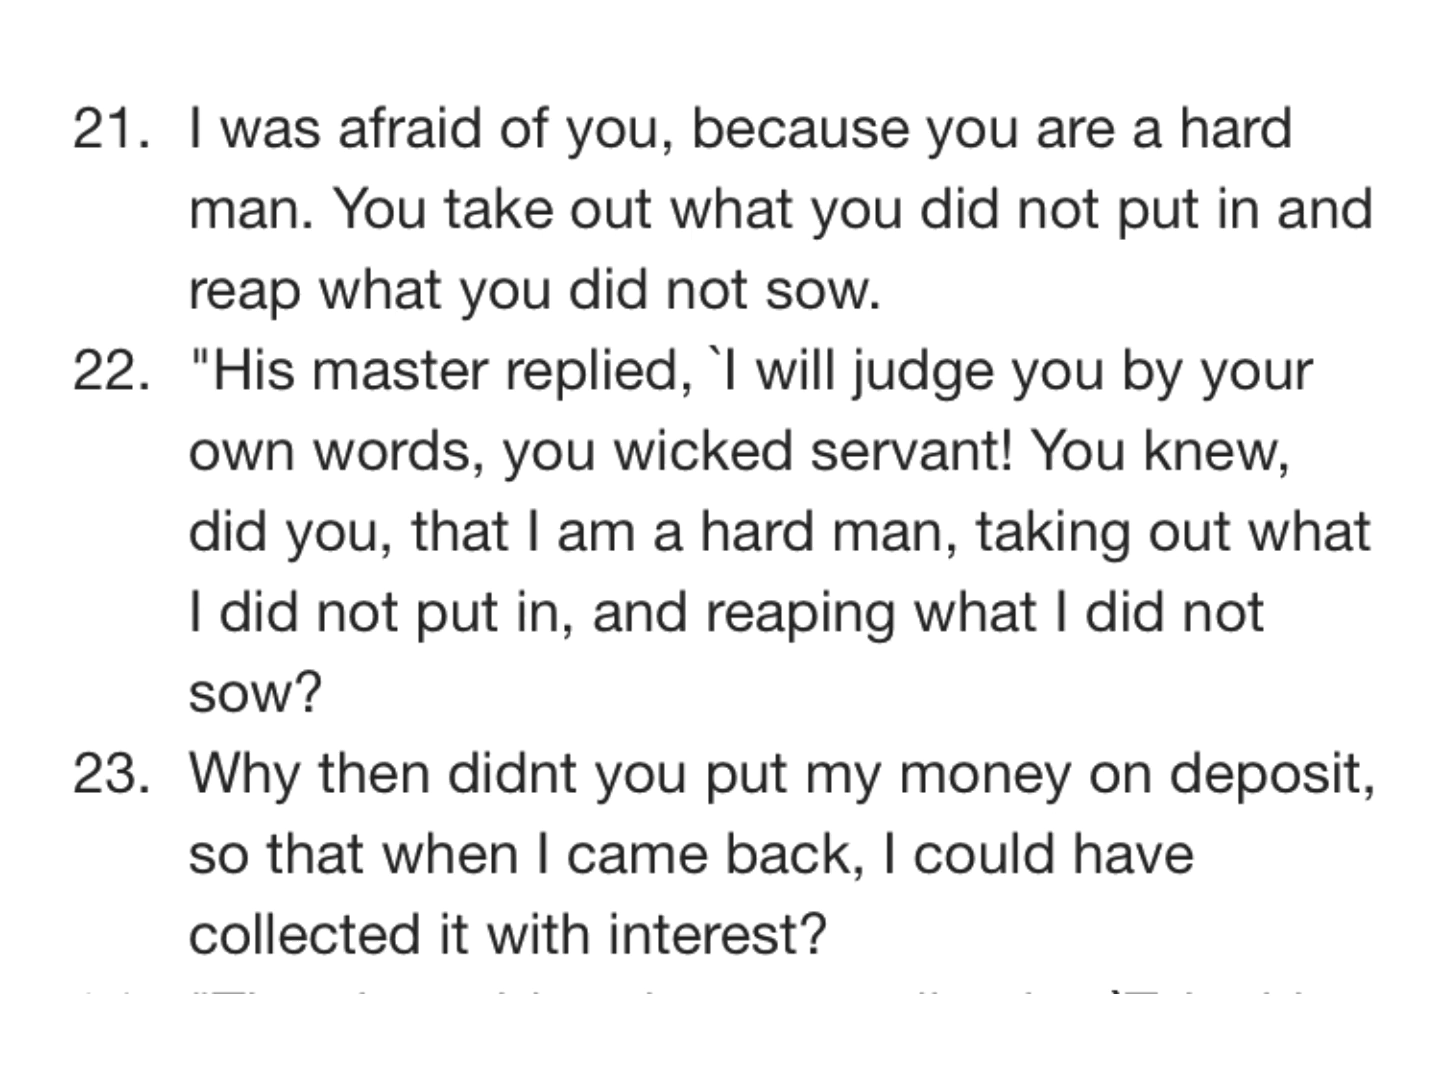 21. I was afraid of you, because you are a hard
man. You take out what you did not put in and
reap what you did not sow.
22. "His master replied, `I will judge you by your
own words, you wicked servant! You knew,
did you, that I am a hard man, taking out what
I did not put in, and reaping what I did not
sow?
23. Why then didnt you put my money on deposit,
so that when I came back, I could have
collected it with interest?